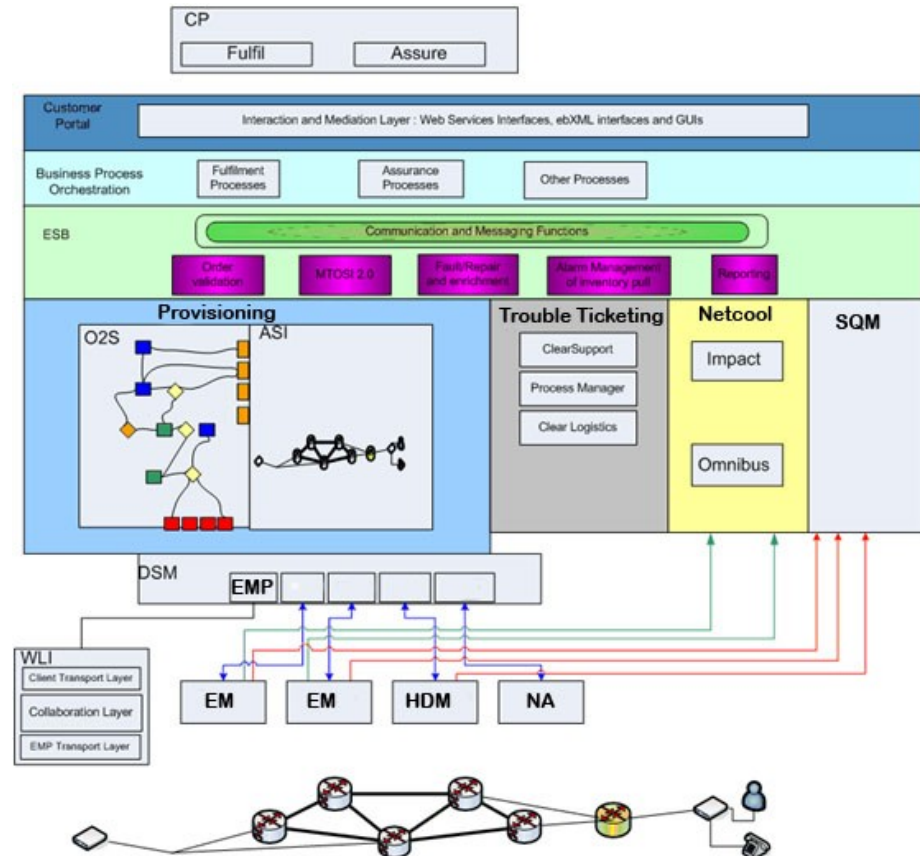 CP
Fulfil
Assure
Customer
Portal
Interaction and Mediation Layer : Web Services Interfaces, ebXML interfaces and GUIs
Business Process
Orchestration
Fulfilment
Processes
Assurance
Processes
Other Processes
ESB
Communication and Messaging Functions
Order
validation
MTOSI 2.0
Fault/Repair
and enrichment
Alarm Management
of inventory pull
Reporting
Provisioning
O2S
ASI
Trouble Ticketing
ClearSupport
Process Manager
Clear Logistics
Netcool
Impact
Omnibus
SQM
DSM
EMP
WLI
Client Transport Layer
Collaboration Layer
EMP Transport Layer
EM
EM
HDM
NA